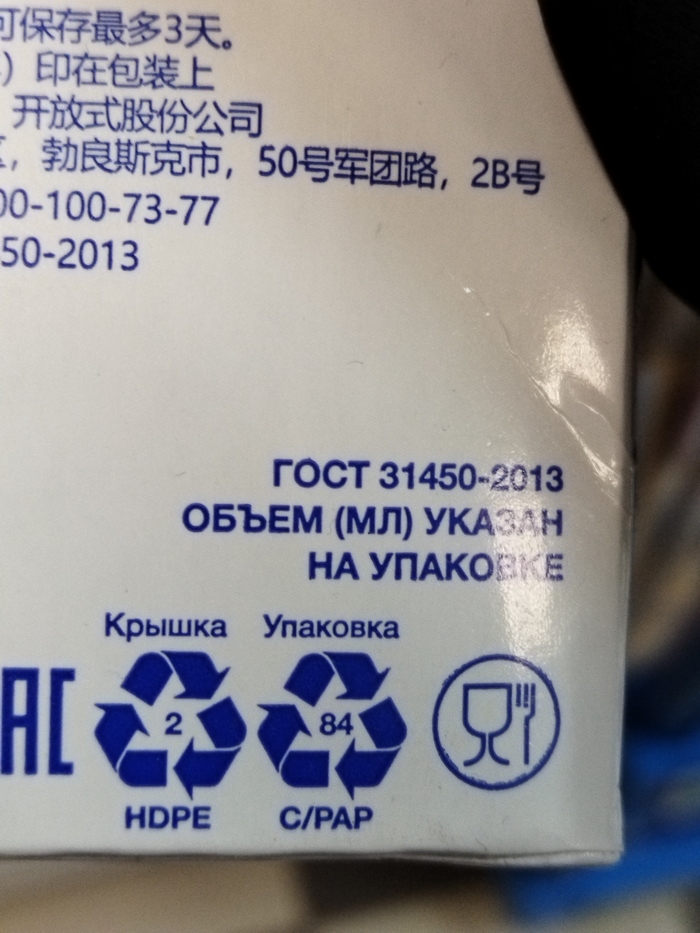 可保存最多3天。
）印在包装上
开放式股份公司
，勃良斯克市，50号军团路，2B号
00-100-73-77
50-2013
ГОСТ 31450-2013
ОБЪЕМ (МЛ) УКАЗАН
НА УПАКОВКЕ
Крышка Упаковка
EAC 2 84
HDPE C/PAP